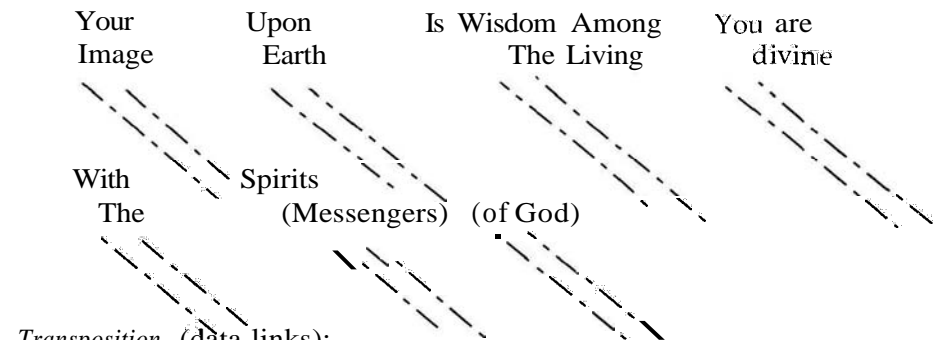 Your Upon Is Wisdom Among You are
Image Earth The Living divine
With Spirits
The (Messengers) (of God)
Transposition (data links):